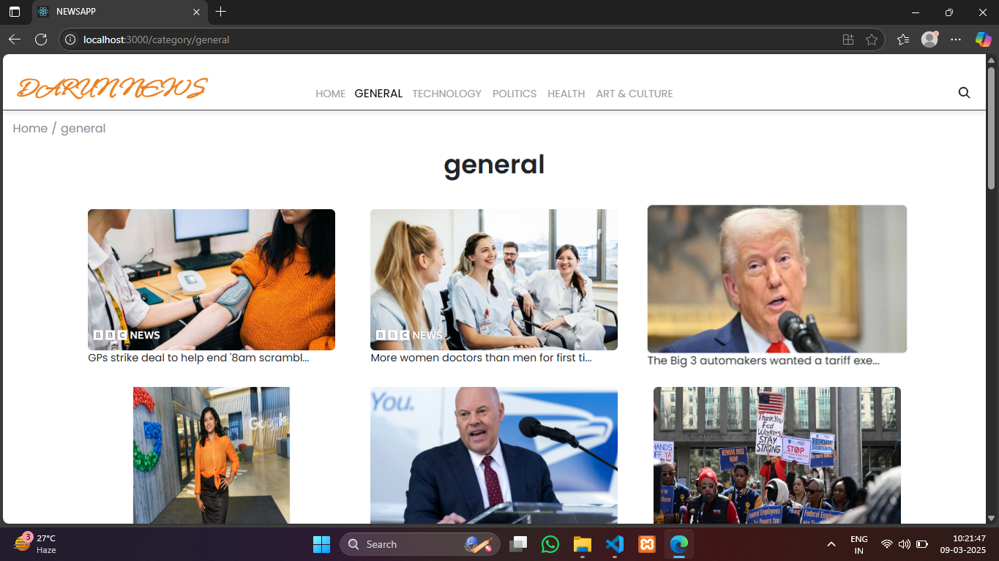 NEWSAPP
localhost:3000/category/general
DARUN NEWS
HOME GENERAL TECHNOLOGY POLITICS HEALTH ART & CULTURE
Home / general
general
BBC NEWS
BBC NEWS
GPs strike deal to help end '8am scrambl...
More women doctors than men for first ti...
The Big 3 automakers wanted a tariff exe...
Google
You.
Thank You
Fed
Workers
STAY
STRONG
HANDS
OFF
REMOVE DOGE
NOW!
STOP
Federal Employees
3
27°C
Haze
Search
ENG
IN
10:21:47
09-03-2025